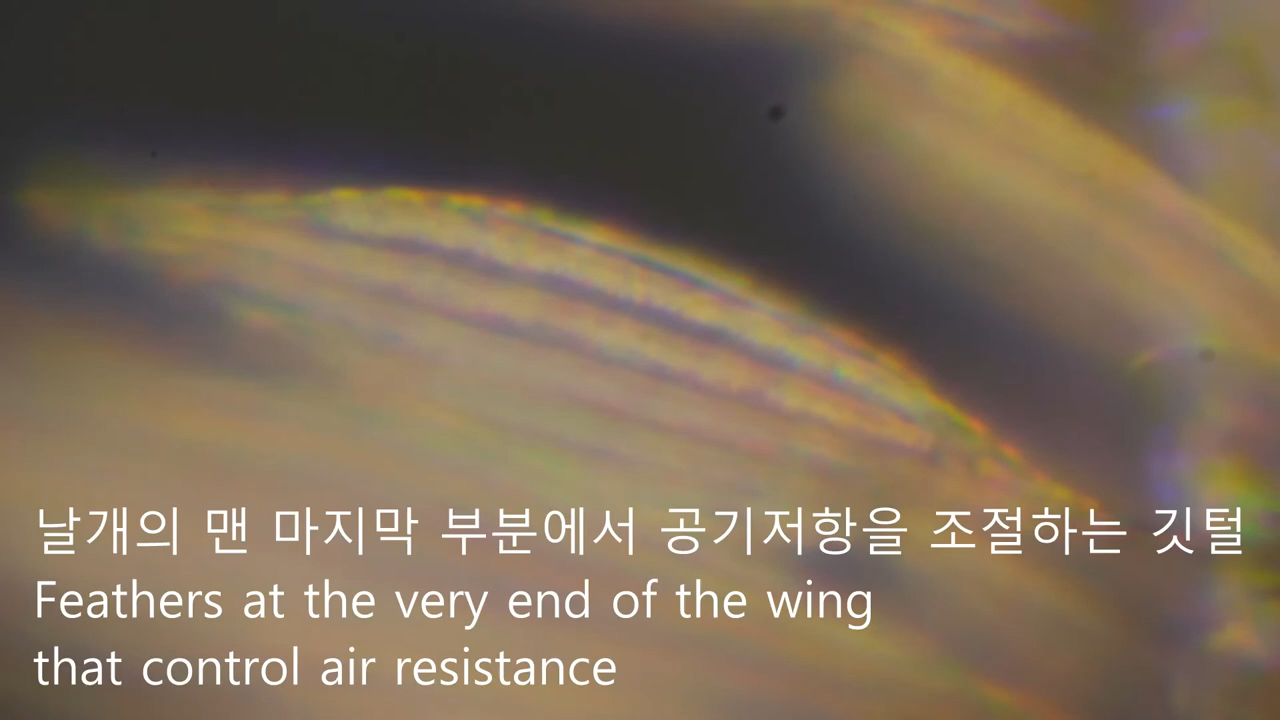 날개의 맨 마지막 부분에서 공기저항을 조절하는 깃털
Feathers at the very end of the wing
that control air resistance